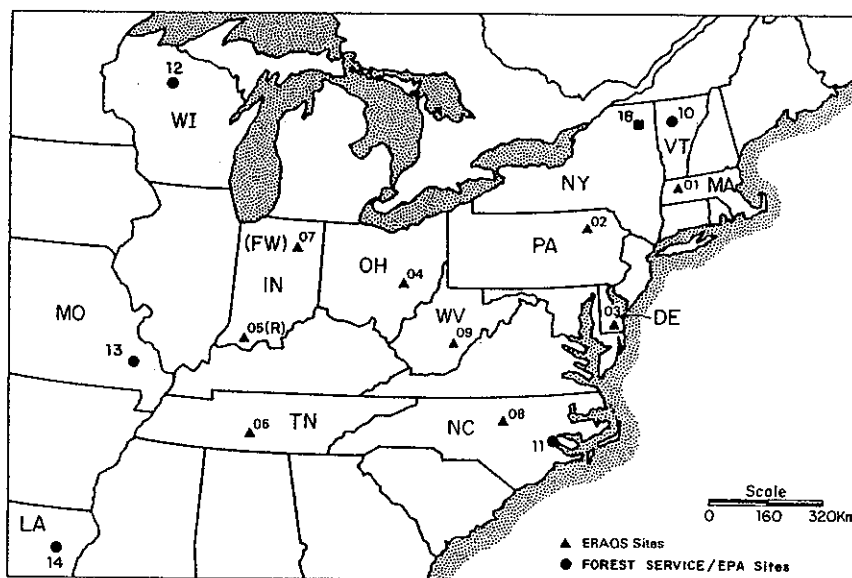 12
WI
18
10
VT
NY
01
MA
02
PA
(FW)
07
IN
OH
04
03
DE
MO
05(R)
WV
09
13
06
TN
NC
08
11
LA
14
Scale
0 160 320Km
ERAQS Sites
FOREST SERVICE/EPA Sites